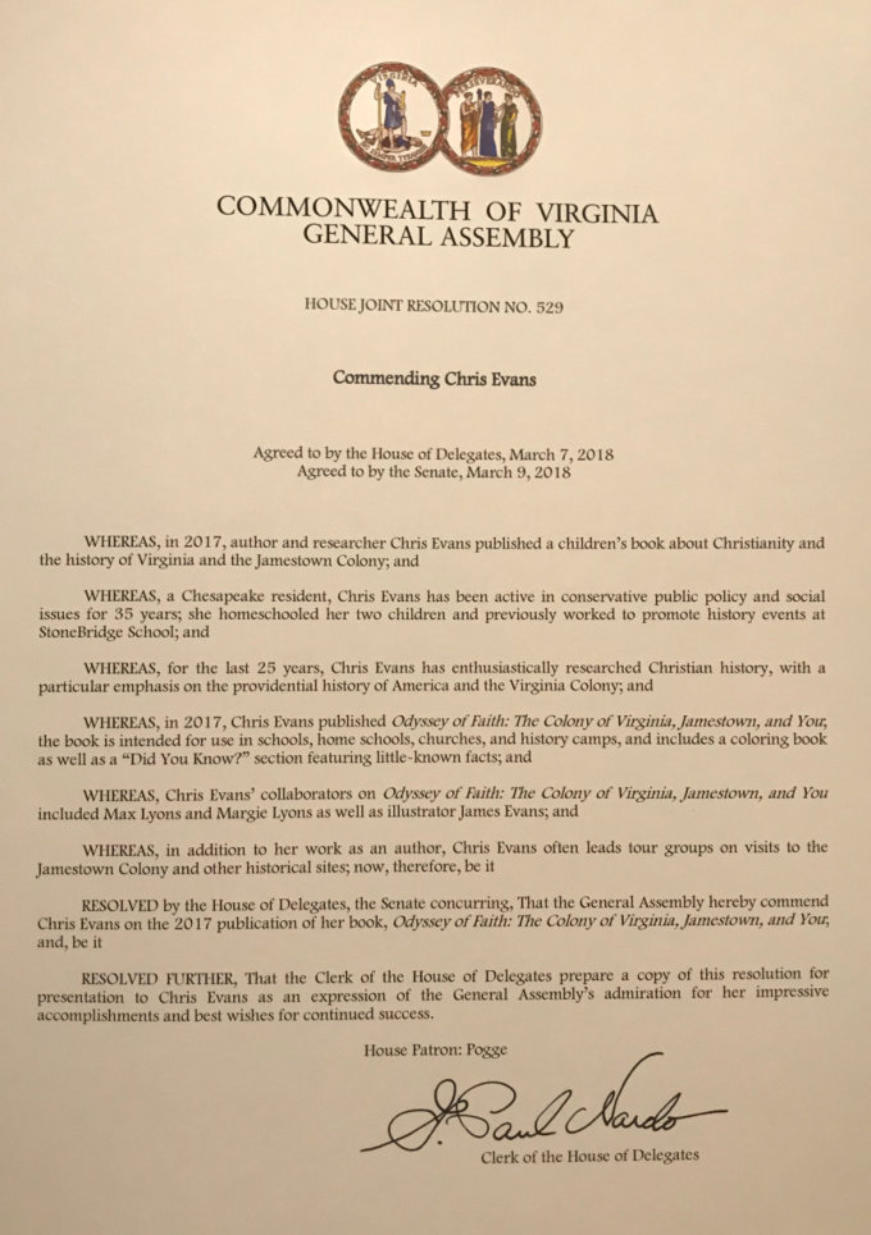 VIRGINIA
PERSEVERANDO
COMMONWEALTH OF VIRGINIA
GENERAL ASSEMBLY
HOUSE JOINT RESOLUTION NO. 529
Commending Chris Evans
Agreed to by the House of Delegates, March 7, 2018
Agreed to by the Senate, March 9, 2018
WHEREAS, in 2017, author and researcher Chris Evans published a children's book about Christianity and
the history of Virginia and the Jamestown Colony; and
WHEREAS, a Chesapeake resident, Chris Evans has been active in conservative public policy and social
issues for 35 years; she homeschooled her two children and previously worked to promote history events at
StoneBridge School; and
WHEREAS, for the last 25 years, Chris Evans has enthusiastically researched Christian history, with a
particular emphasis on the providential history of America and the Virginia Colony; and
WHEREAS, in 2017, Chris Evans published Odyssey of Faith: The Colony of Virginia, Jamestown, and You;
the book is intended for use in schools, home schools, churches, and history camps, and includes a coloring book
as well as a "Did You Know?" section featuring little-known facts; and
WHEREAS, Chris Evans' collaborators on Odyssey of Faith: The Colony of Virginia, Jamestown, and You
included Max Lyons and Margie Lyons as well as illustrator James Evans; and
WHEREAS, in addition to her work as an author, Chris Evans often leads tour groups on visits to the
Jamestown Colony and other historical sites; now, therefore, be it
RESOLVED by the House of Delegates, the Senate concurring, That the General Assembly hereby commend
Chris Evans on the 2017 publication of her book, Odyssey of Faith: The Colony of Virginia, Jamestown, and You;
and, be it
RESOLVED FURTHER, That the Clerk of the House of Delegates prepare a copy of this resolution for
presentation to Chris Evans as an expression of the General Assembly's admiration for her impressive
accomplishments and best wishes for continued success.
House Patron: Pogge
G. Paul Nardo
Clerk of the House of Delegates